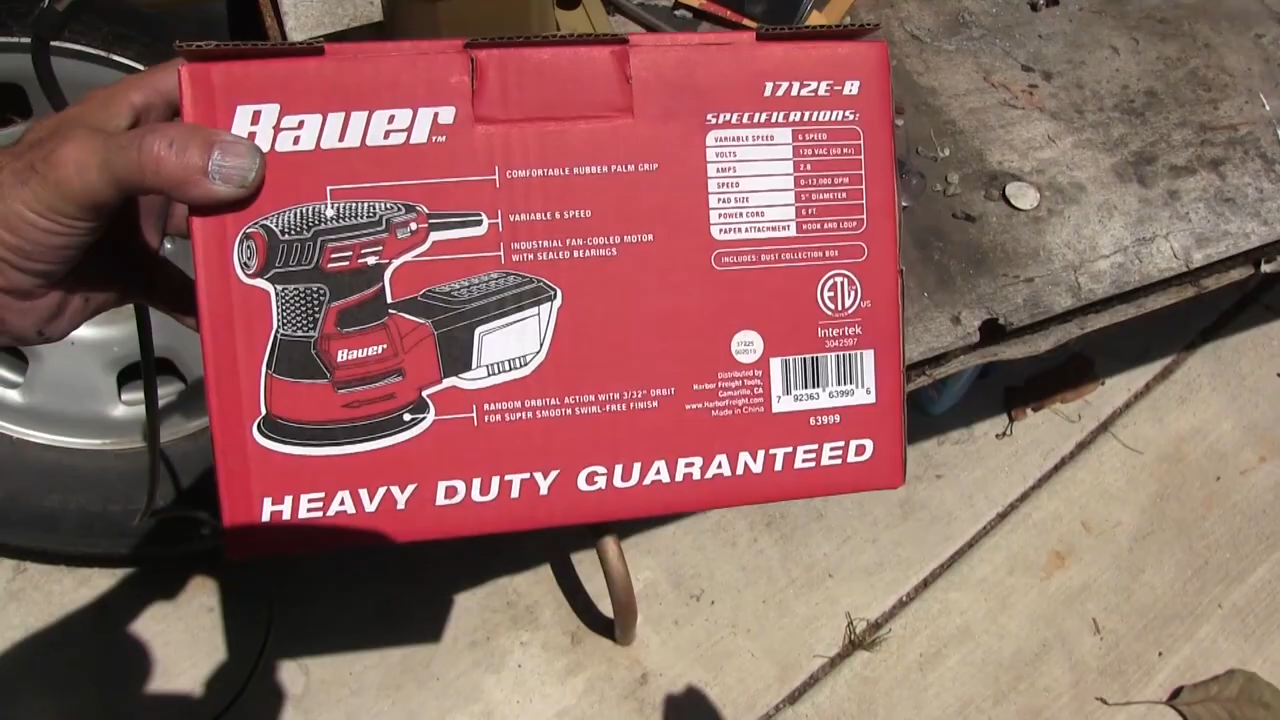 Bauer™
1712E-B
SPECIFICATIONS:
VARIABLE SPEED 6 SPEED
VOLTS 120 VAC (60 Hz)
AMPS 2.8
SPEED 0-13,000 OPM
PAD SIZE 5" DIAMETER
POWER CORD 6 FT.
PAPER ATTACHMENT HOOK AND LOOP
INCLUDES: DUST COLLECTION BOX
COMFORTABLE RUBBER PALM GRIP
VARIABLE 6 SPEED
INDUSTRIAL FAN-COOLED MOTOR
WITH SEALED BEARINGS
Bauer
RANDOM ORBITAL ACTION WITH 3/32" ORBIT
FOR SUPER SMOOTH SWIRL-FREE FINISH
ETL US
LISTED
Intertek
3042597
Distributed by
Harbor Freight Tools,
Camarillo, CA
www.HarborFreight.com
Made in China
7 92363 63999 6
63999
HEAVY DUTY GUARANTEED